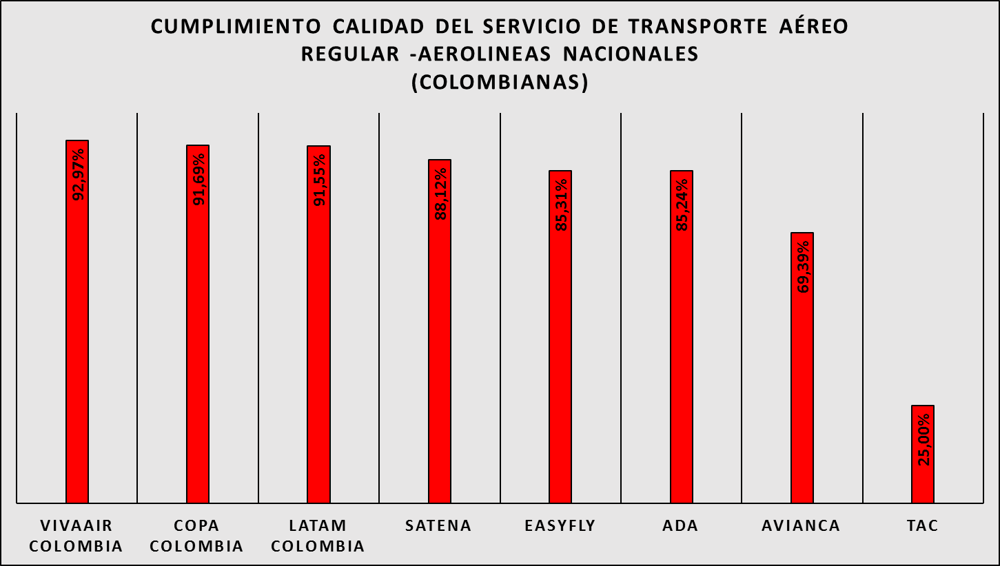 CUMPLIMIENTO CALIDAD DEL SERVICIO DE TRANSPORTE AÉREO
REGULAR -AEROLINEAS NACIONALES
(COLOMBIANAS)
92,97%
91,69%
91,55%
88,12%
85,31%
85,24%
69,39%
25,00%
VIVAAIR
COLOMBIA
COPA
COLOMBIA
LATAM
COLOMBIA
SATENA
EASYFLY
ADA
AVIANCA
TAC